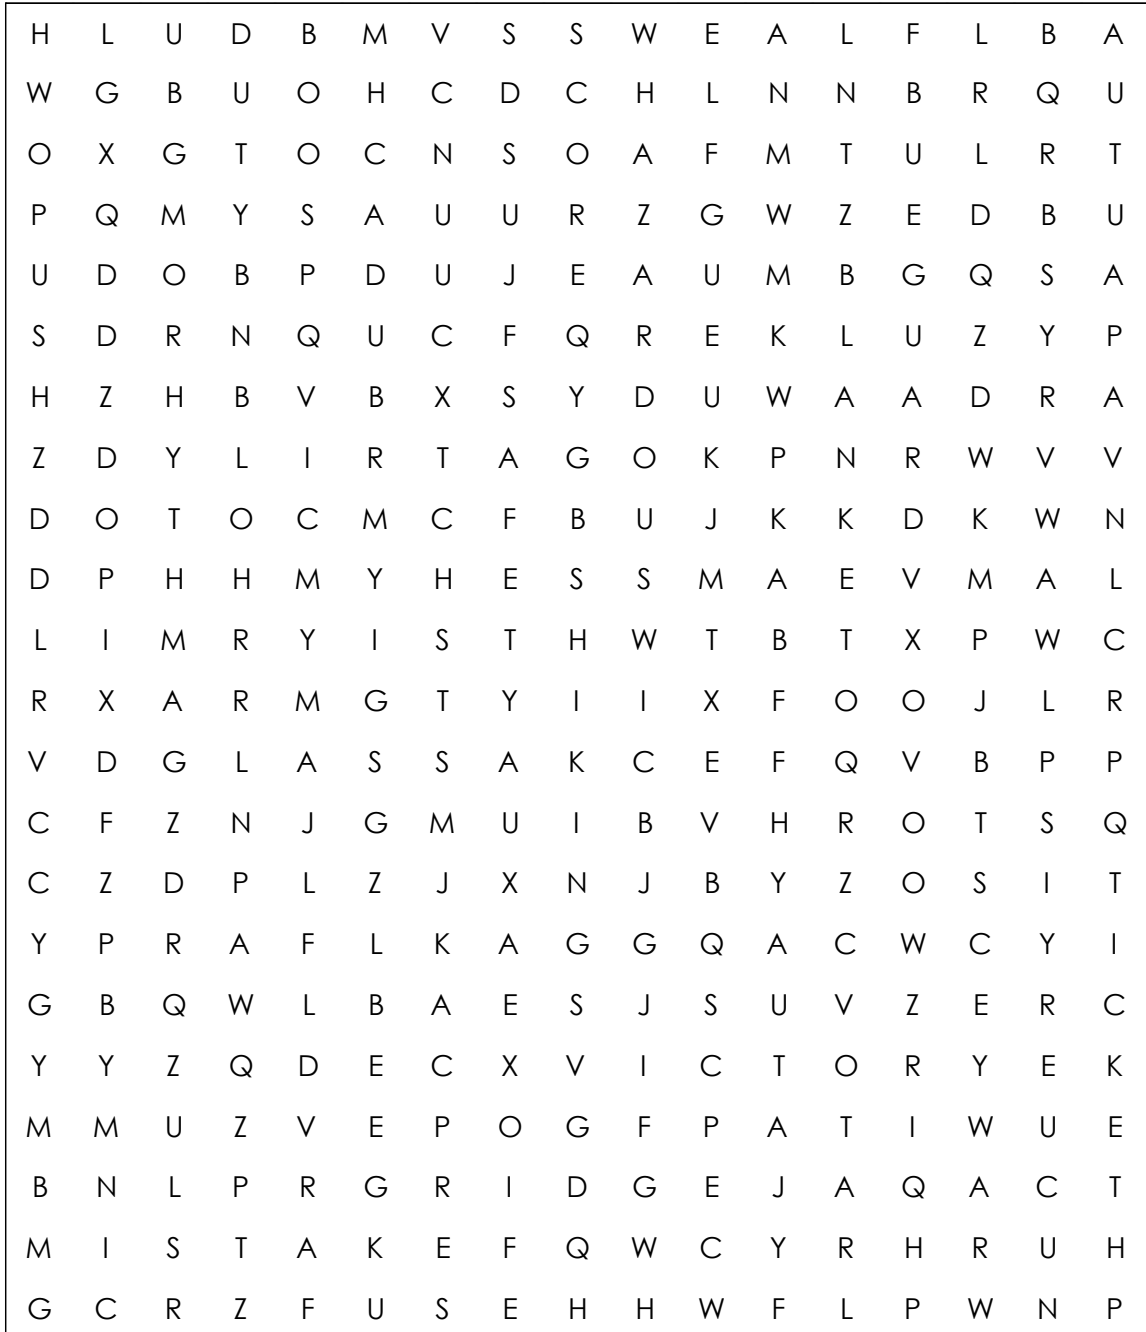 H L U D B M V S S W E A L F L B A
W G B U O H C D C H L N N B R Q U
O X G T O C N S O A F M T U L R T
P Q M Y S A U U R Z G W Z E D B U
U D O B P D U J E A U M B G Q S A
S D R N Q U C F Q R E K L U Z Y P
H Z H B V B X S Y D U W A A D R A
Z D Y L I R T A G O K P N R W V V
D O T O C M C F B U J K K D K W N
D P H H M Y H E S S M A E V M A L
L I M R Y I S T H W T B T X P W C
R X A R M G T Y I I X F O O J L R
V D G L A S S A K C E F Q V B P P
C F Z N J G M U I B V H R O T S Q
C Z D P L Z J X N J B Y Z O S I T
Y P R A F L K A G G Q A C W C Y I
G B Q W L B A E S J S U V Z E R C
Y Y Z Q D E C X V I C T O R Y E K
M M U Z V E P O G F P A T I W U E
B N L P R G R I D G E J A Q A C T
M I S T A K E F Q W C Y R H R U H
G C R Z F U S E H H W F L P W N P